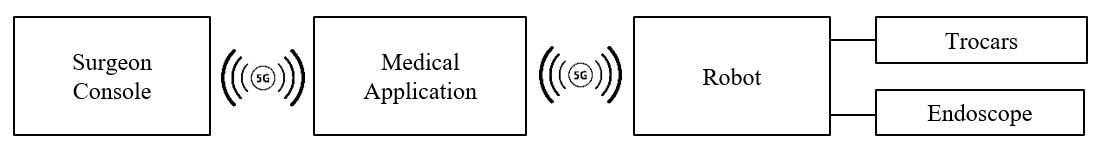 Surgeon
Console
5G
Medical
Application
5G
Robot
Trocars
Endoscope